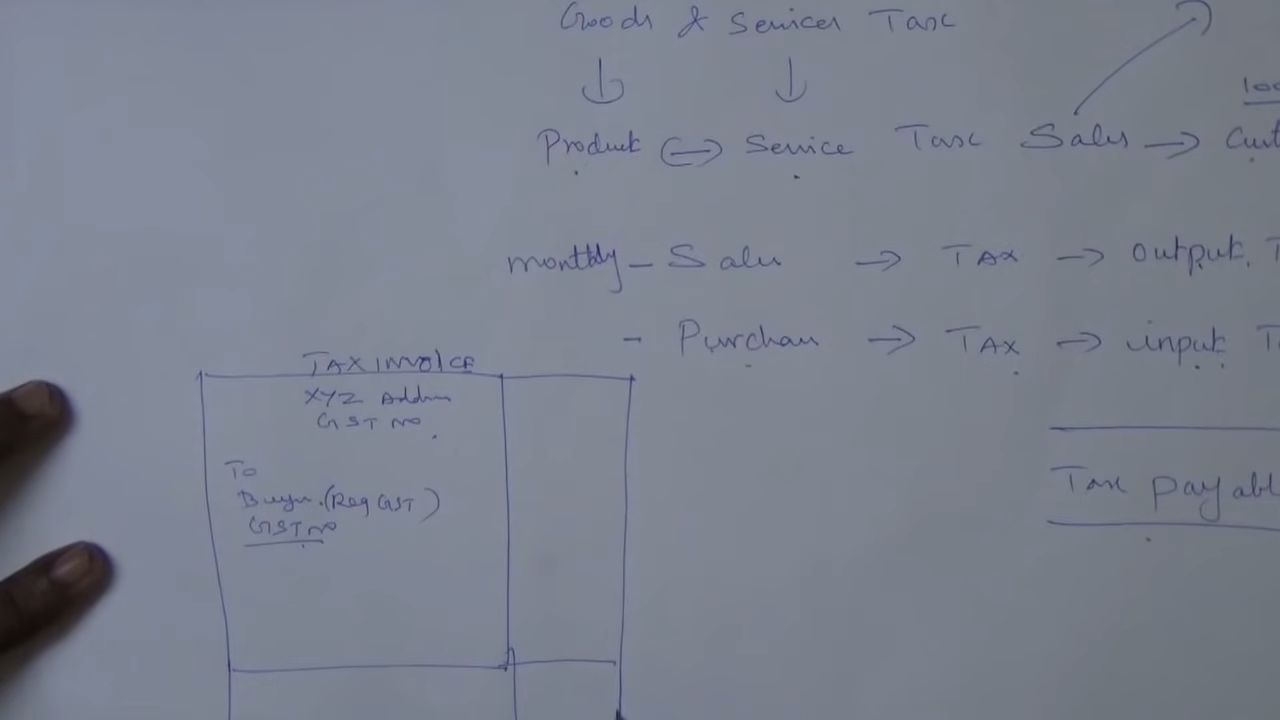 Goods & Services Tax
Product ⇔ Service Tax Sales →
monthly - Sales → TAX → output
- Purchase → TAX → input
Tax payabl
TAX INVOICE
XYZ Address
GST No
To
Buyer (Reg GST)
GST no